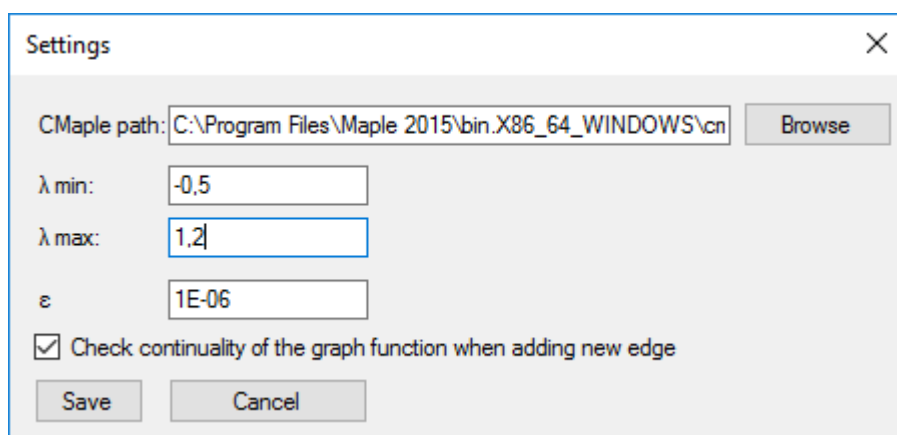 Settings
CMaple path: C:\Program Files\Maple 2015\bin.X86_64_WINDOWS\cm Browse
λ min: -0,5
λ max: 1,2
ε 1E-06
Check continuality of the graph function when adding new edge
Save Cancel